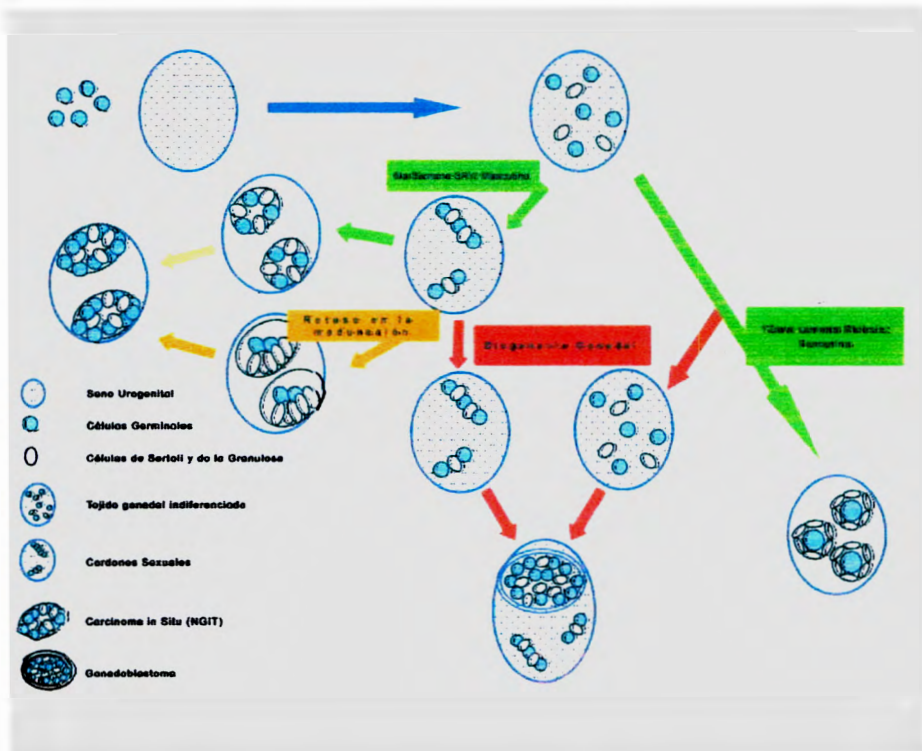 Retraso en la
maduración
Disgenesia Gonadal
Seno Urogenital
Células Germinales
Células de Sertoli y de la Granulosa
Tejido gonadal indiferenciado
Cordones Sexuales
Carcinoma in Situ (NGIT)
Gonadoblastoma